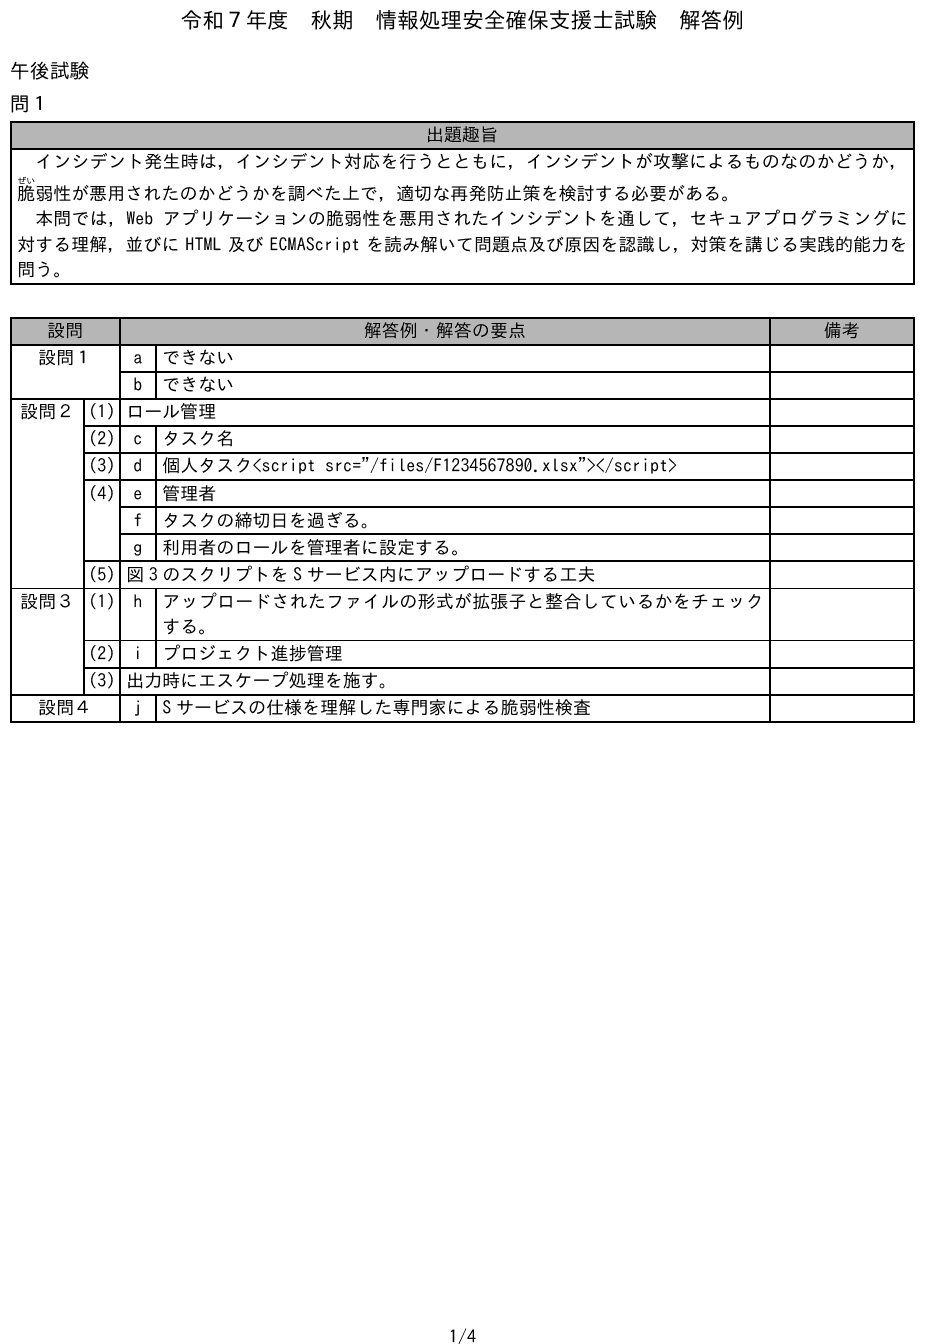 令和７年度　秋期　情報処理安全確保支援士試験　解答例
午後試験
問１
出題趣旨
　インシデント発生時は，インシデント対応を行うとともに，インシデントが攻撃によるものなのかどうか，
ぜい
脆弱性が悪用されたのかどうかを調べた上で，適切な再発防止策を検討する必要がある。
　本問では，Web アプリケーションの脆弱性を悪用されたインシデントを通して，セキュアプログラミングに
対する理解，並びに HTML 及び ECMAScript を読み解いて問題点及び原因を認識し，対策を講じる実践的能力を
問う。
設問 解答例・解答の要点 備考
設問１ a できない
b できない
設問２ (1) ロール管理
(2) c タスク名
(3) d 個人タスク<script src=”/files/F1234567890.xlsx”></script>
(4) e 管理者
f タスクの締切日を過ぎる。
g 利用者のロールを管理者に設定する。
(5) 図３のスクリプトをＳサービス内にアップロードする工夫
設問３ (1) h アップロードされたファイルの形式が拡張子と整合しているかをチェック
する。
(2) i プロジェクト進捗管理
(3) 出力時にエスケープ処理を施す。
設問４ j Ｓサービスの仕様を理解した専門家による脆弱性検査
1/4